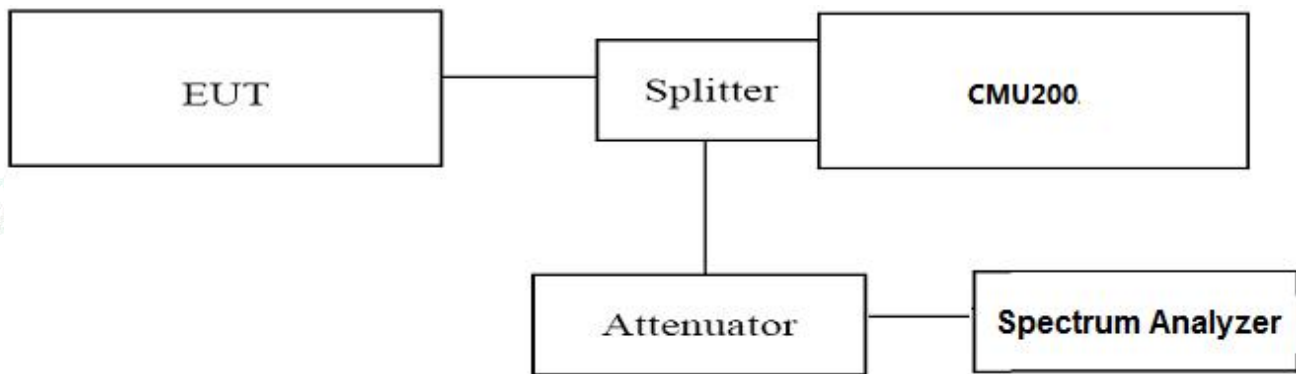 EUT
Splitter
CMU200
Attenuator
Spectrum Analyzer